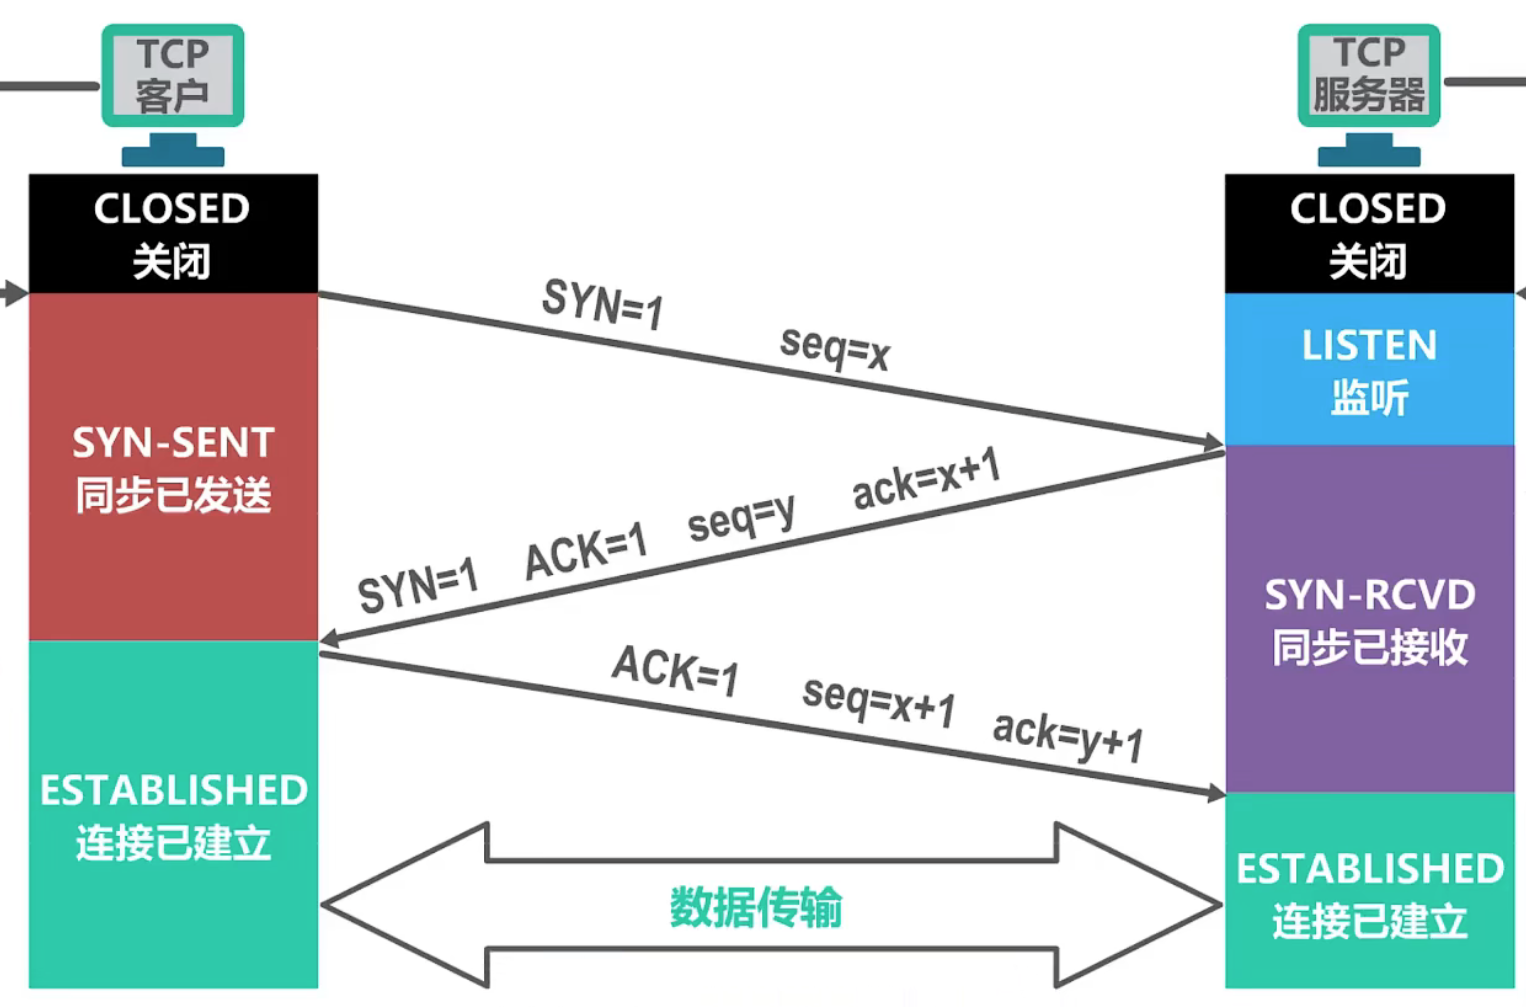 TCP
客户
TCP
服务器
CLOSED
关闭
CLOSED
关闭
SYN=1 seq=x
LISTEN
监听
SYN-SENT
同步已发送
SYN=1 ACK=1 seq=y ack=x+1
SYN-RCVD
同步已接收
ACK=1 seq=x+1 ack=y+1
ESTABLISHED
连接已建立
数据传输
ESTABLISHED
连接已建立